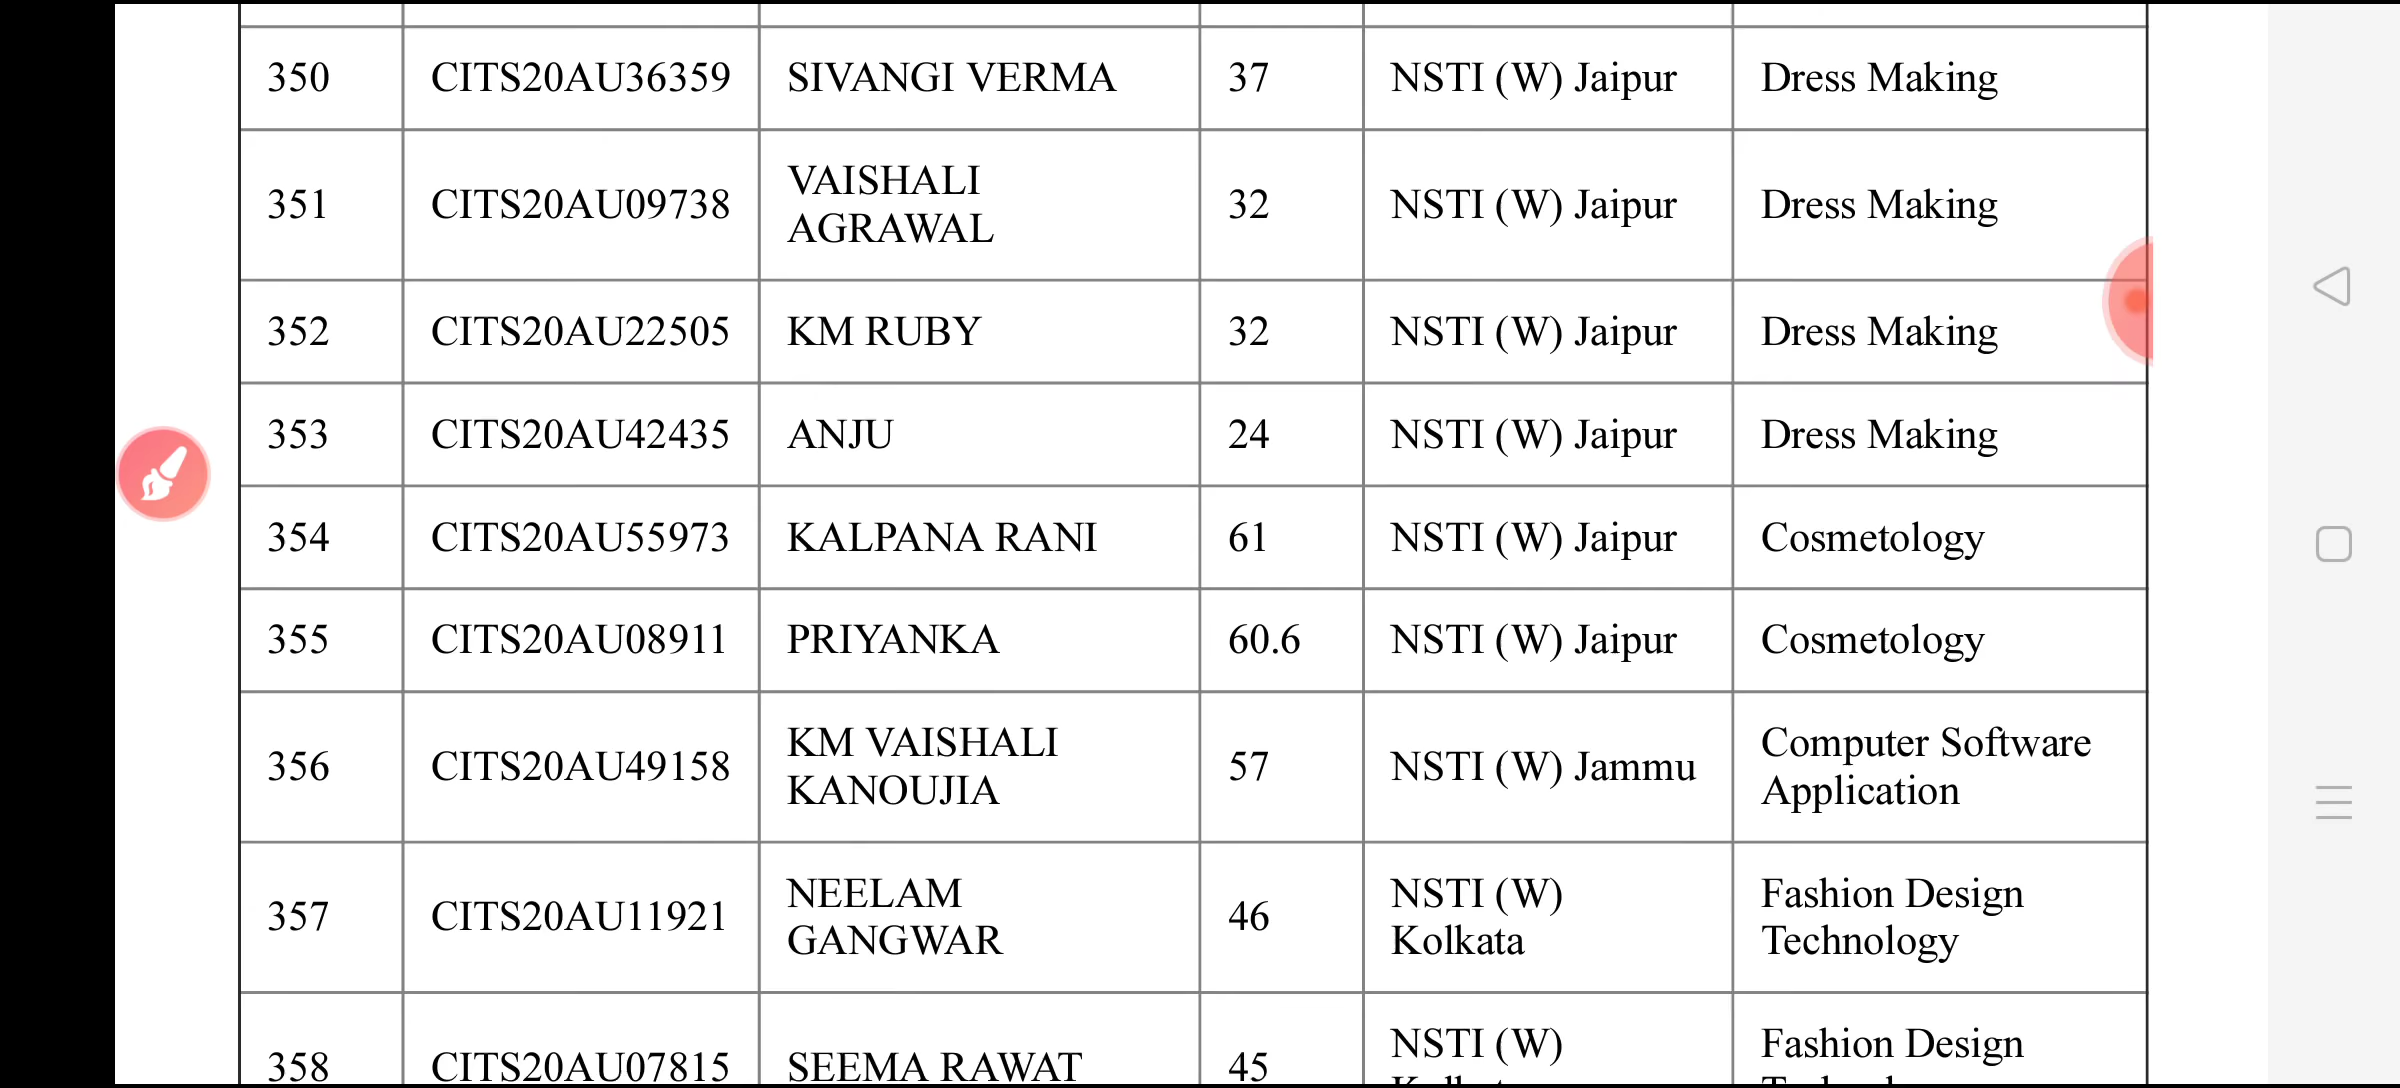 350 CITS20AU36359 SIVANGI VERMA 37 NSTI (W) Jaipur Dress Making
VAISHALI
351 CITS20AU09738 32 NSTI (W) Jaipur Dress Making
AGRAWAL
352 CITS20AU22505 KM RUBY 32 NSTI (W) Jaipur Dress Making
353 CITS20AU42435 ANJU 24 NSTI (W) Jaipur Dress Making
354 CITS20AU55973 KALPANA RANI 61 NSTI (W) Jaipur Cosmetology
355 CITS20AU08911 PRIYANKA 60.6 NSTI (W) Jaipur Cosmetology
KM VAISHALI Computer Software
356 CITS20AU49158 57 NSTI (W) Jammu
KANOUJIA Application
NEELAM NSTI (W) Fashion Design
357 CITS20AU11921 46
GANGWAR Kolkata Technology
NSTI (W) Fashion Design
358 CITS20AU07815 SEEMA RAWAT 45